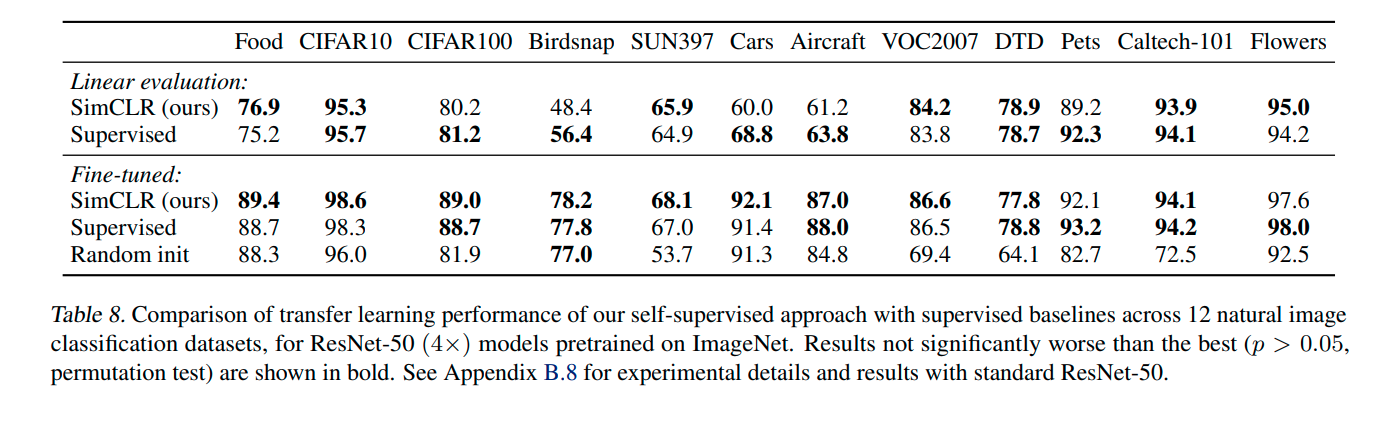 Food CIFAR10 CIFAR100 Birdsnap SUN397 Cars Aircraft VOC2007 DTD Pets Caltech-101 Flowers
Linear evaluation:
SimCLR (ours) 76.9 95.3 80.2 48.4 65.9 60.0 61.2 84.2 78.9 89.2 93.9 95.0
Supervised 75.2 95.7 81.2 56.4 64.9 68.8 63.8 83.8 78.7 92.3 94.1 94.2
Fine-tuned:
SimCLR (ours) 89.4 98.6 89.0 78.2 68.1 92.1 87.0 86.6 77.8 92.1 94.1 97.6
Supervised 88.7 98.3 88.7 77.8 67.0 91.4 88.0 86.5 78.8 93.2 94.2 98.0
Random init 88.3 96.0 81.9 77.0 53.7 91.3 84.8 69.4 64.1 82.7 72.5 92.5
Table 8. Comparison of transfer learning performance of our self-supervised approach with supervised baselines across 12 natural image
classification datasets, for ResNet-50 (4×) models pretrained on ImageNet. Results not significantly worse than the best (p > 0.05,
permutation test) are shown in bold. See Appendix B.8 for experimental details and results with standard ResNet-50.